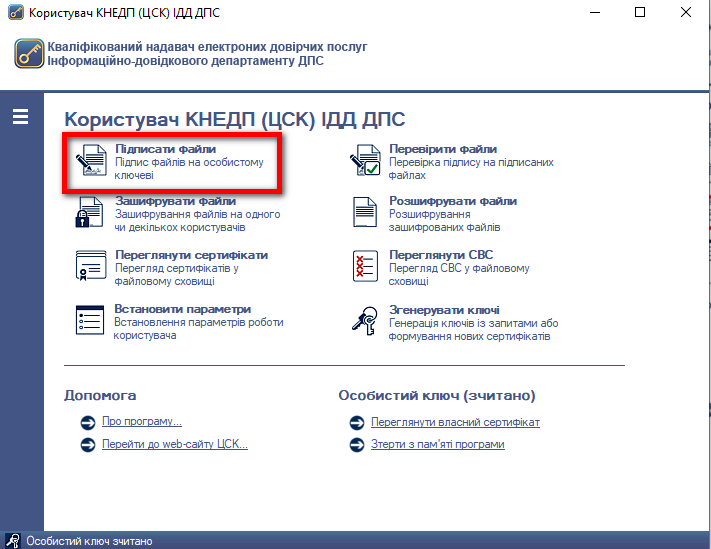 Користувач КНЕДП (ЦСК) ІДД ДПС
Кваліфікований надавач електроних довірчих послуг
Інформаційно-довідкового департаменту ДПС
Користувач КНЕДП (ЦСК) ІДД ДПС
Підписати файли
Підпис файлів на особистому
ключеві
Перевірити файли
Перевірка підпису на підписаних
файлах
Зашифрувати файли
Зашифрування файлів на одного
чи декількох користувачів
Розшифрувати файли
Розшифрування
зашифрованих файлів
Переглянути сертифікати
Перегляд сертифікатів у
файловому сховищі
Переглянути СВС
Перегляд СВС у файловому
сховищі
Встановити параметри
Встановлення параметрів роботи
користувача
Згенерувати ключі
Генерація ключів із запитами або
формування нових сертифікатів
Допомога
Про програму...
Перейти до web-сайту ЦСК...
Особистий ключ (зчитано)
Переглянути власний сертифікат
Зтерти з пам'яті програми
Особистий ключ зчитано